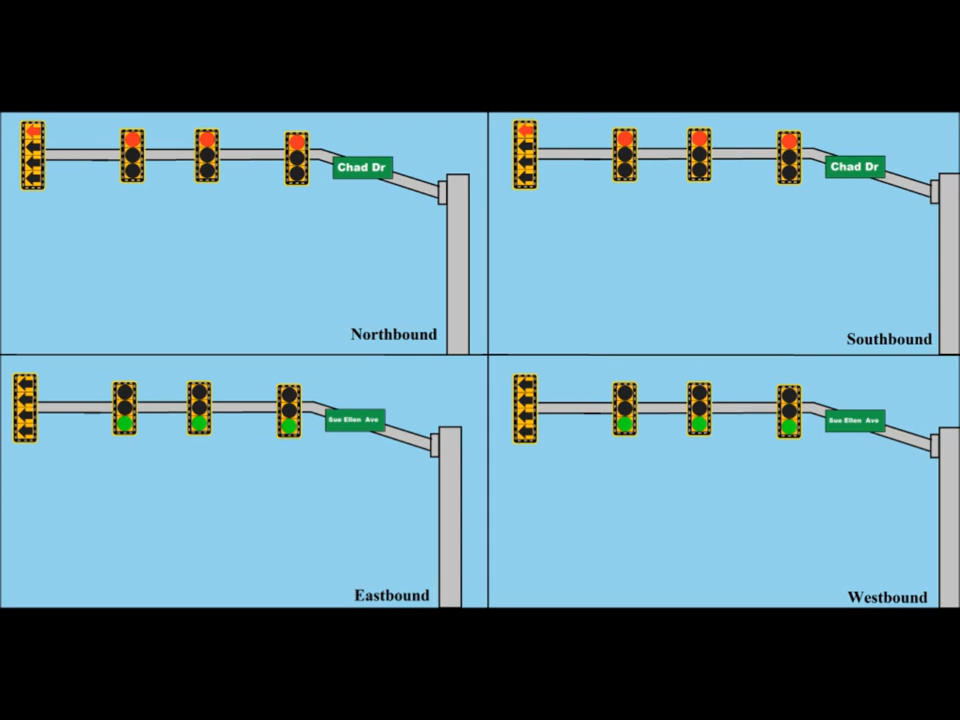 Chad Dr
Northbound
Chad Dr
Southbound
Sue Ellen Ave
Eastbound
Sue Ellen Ave
Westbound